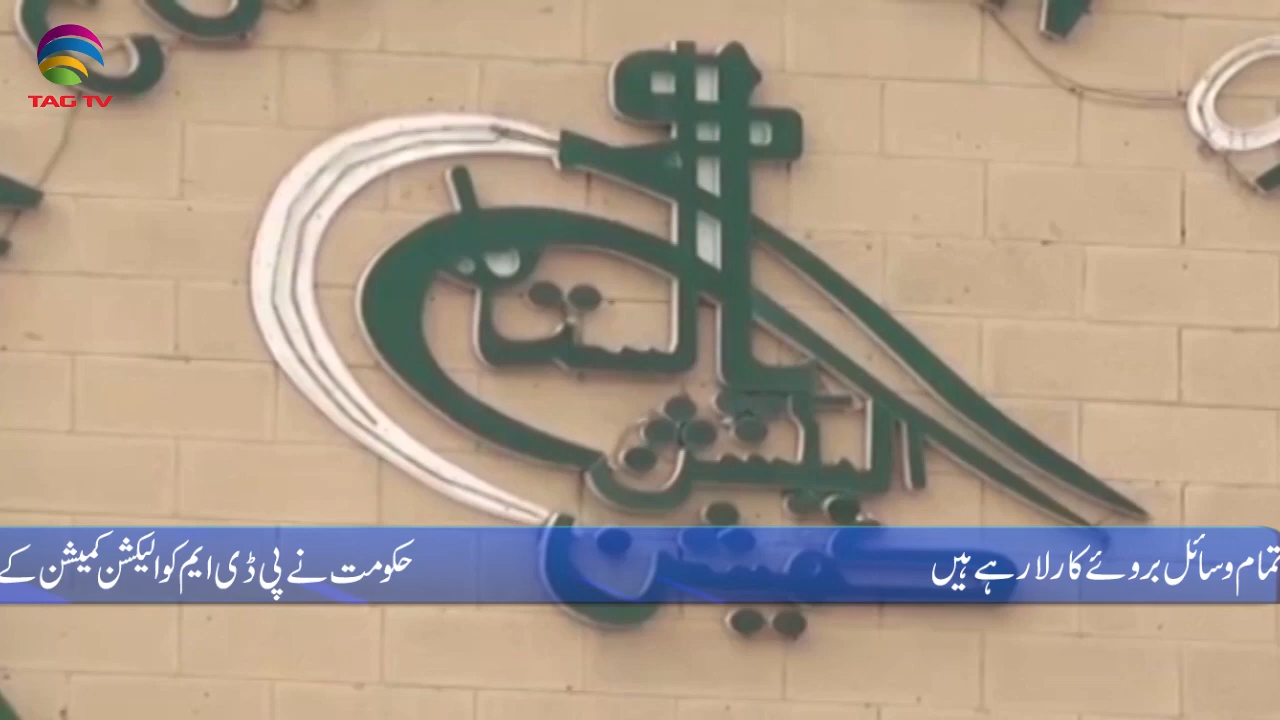 TAG TV
الیکشن
کمیشن
تمام وسائل بروئے کار لا رہے ہیں
حکومت نے پی ڈی ایم کو الیکشن کمیشن کے